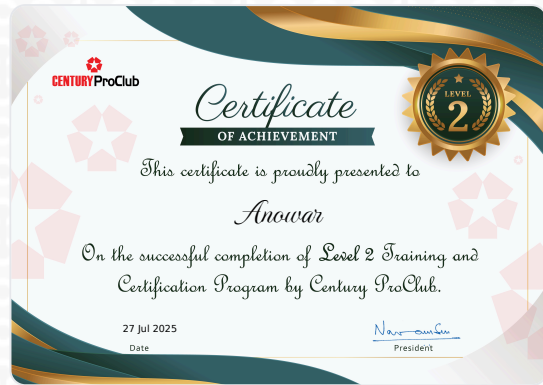 CENTURY ProClub
Certificate
OF ACHIEVEMENT
LEVEL
2
This certificate is proudly presented to
Anowar
On the successful completion of Level 2 Training and
Certification Program by Century ProClub.
27 Jul 2025
Date
President